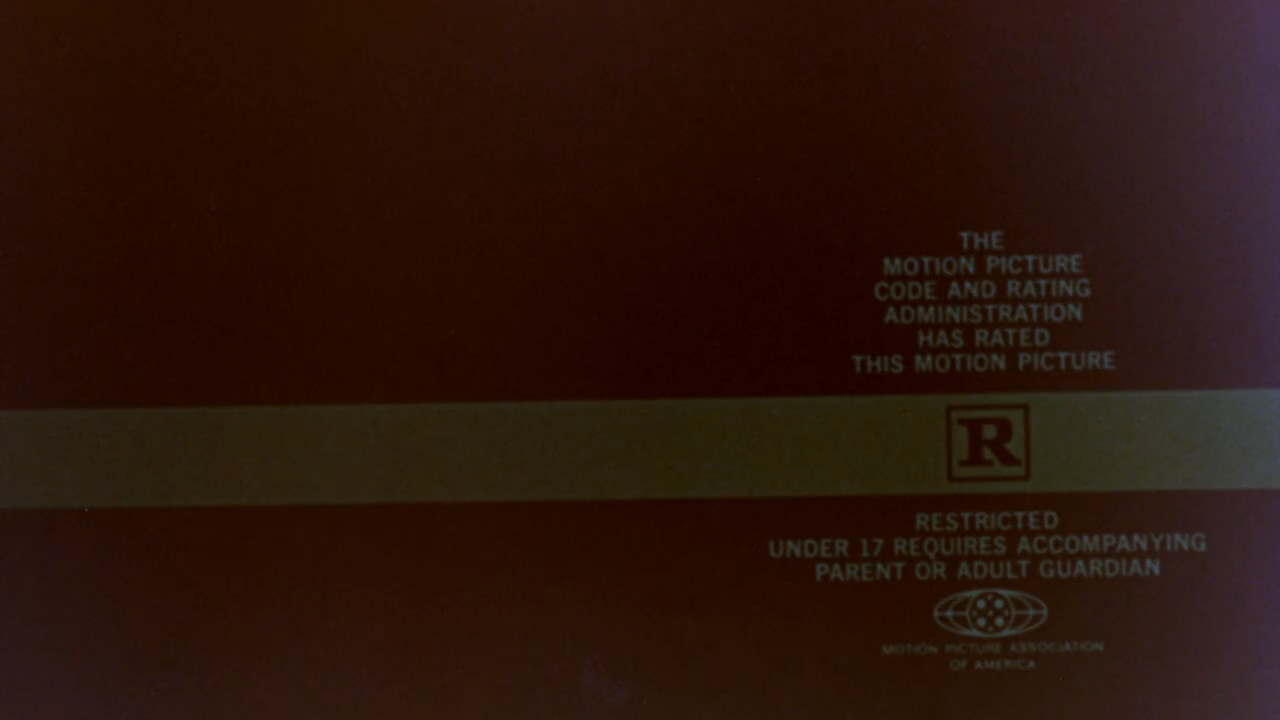 THE
MOTION PICTURE
CODE AND RATING
ADMINISTRATION
HAS RATED
THIS MOTION PICTURE
R
RESTRICTED
UNDER 17 REQUIRES ACCOMPANYING
PARENT OR ADULT GUARDIAN
MOTION PICTURE ASSOCIATION
OF AMERICA